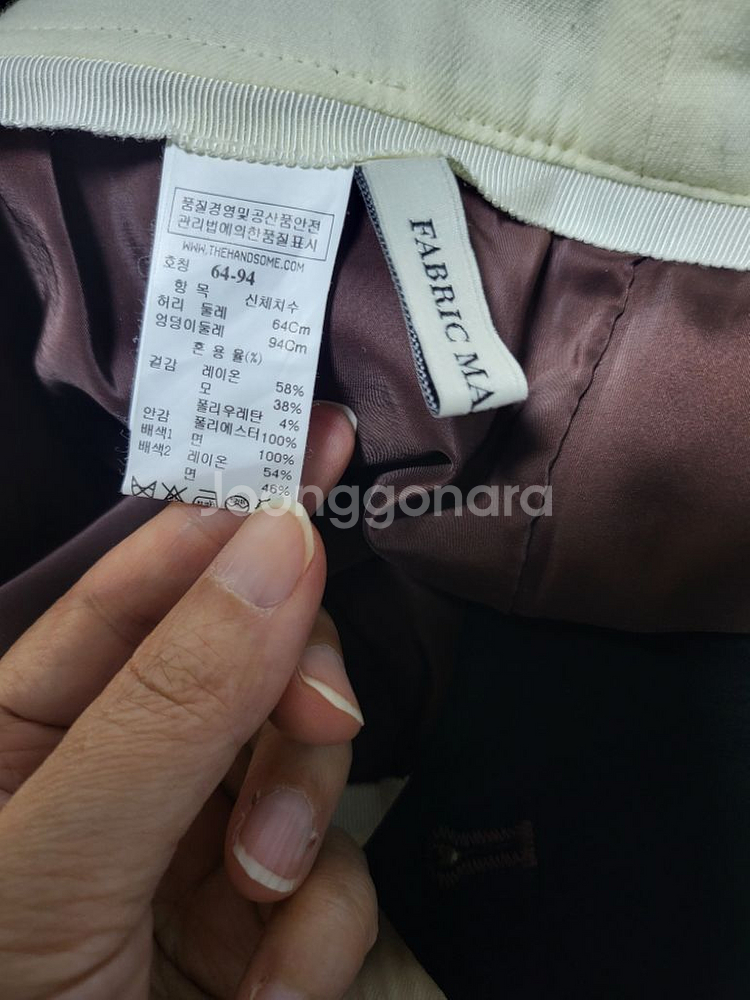 품질경영및공산품안전
관리법에의한품질표시
WWW.THEHANDSOME.COM
호칭 64-94
항 목 신체치수
허리 둘레 64Cm
엉덩이둘레 94Cm
혼 용 율(%)
겉감 레이온 58%
모 38%
폴리우레탄 4%
안감 폴리에스터100%
배색1 면 100%
배색2 레이온 54%
면 46%
FABRIC MA
Joonggonara